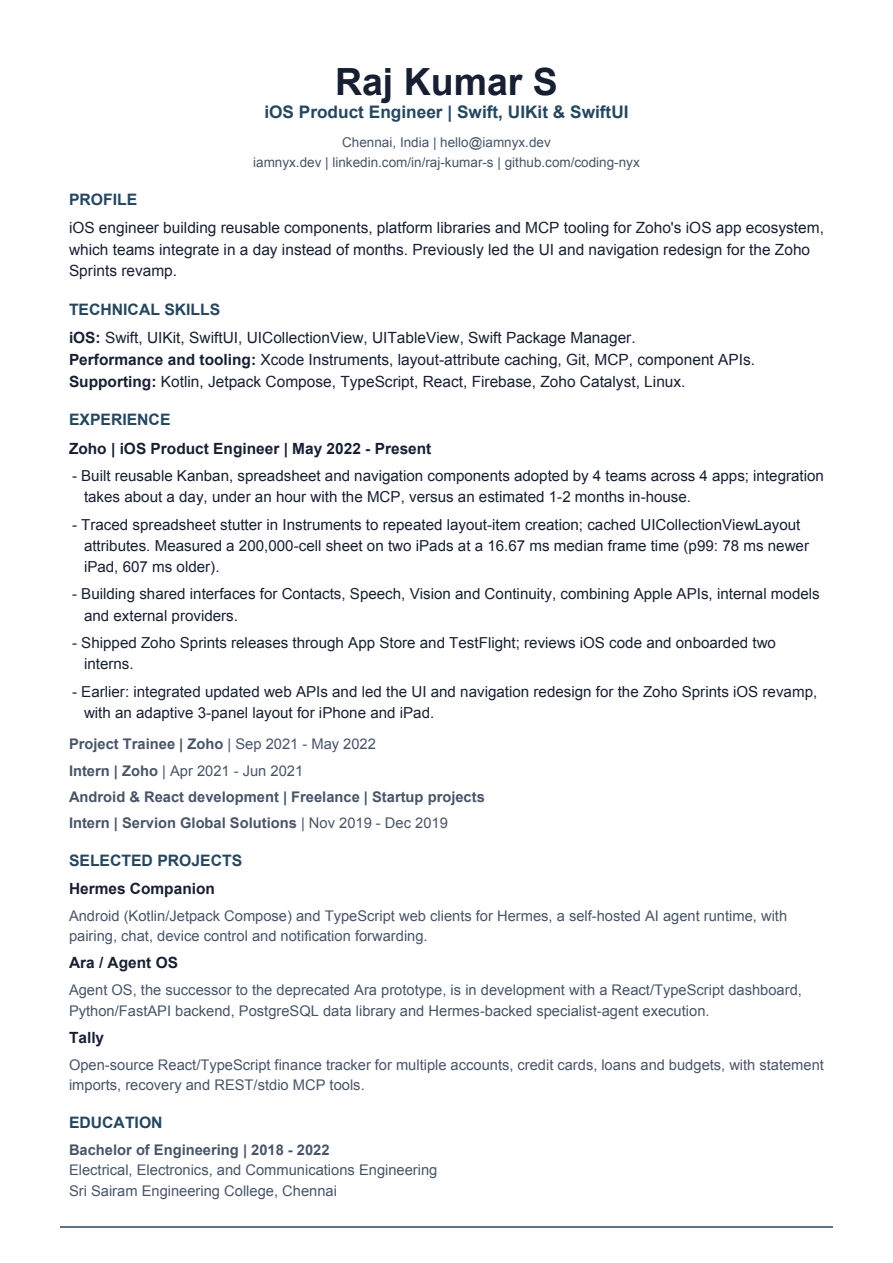 Raj Kumar S
iOS Product Engineer | Swift, UIKit & SwiftUI
Chennai, India | hello@iamnyx.dev
iamnyx.dev | linkedin.com/in/raj-kumar-s | github.com/coding-nyx
PROFILE
iOS engineer building reusable components, platform libraries and MCP tooling for Zoho's iOS app ecosystem,
which teams integrate in a day instead of months. Previously led the UI and navigation redesign for the Zoho
Sprints revamp.
TECHNICAL SKILLS
iOS: Swift, UIKit, SwiftUI, UICollectionView, UITableView, Swift Package Manager.
Performance and tooling: Xcode Instruments, layout-attribute caching, Git, MCP, component APIs.
Supporting: Kotlin, Jetpack Compose, TypeScript, React, Firebase, Zoho Catalyst, Linux.
EXPERIENCE
Zoho | iOS Product Engineer | May 2022 - Present
- Built reusable Kanban, spreadsheet and navigation components adopted by 4 teams across 4 apps; integration
takes about a day, under an hour with the MCP, versus an estimated 1-2 months in-house.
- Traced spreadsheet stutter in Instruments to repeated layout-item creation; cached UICollectionViewLayout
attributes. Measured a 200,000-cell sheet on two iPads at a 16.67 ms median frame time (p99: 78 ms newer
iPad, 607 ms older).
- Building shared interfaces for Contacts, Speech, Vision and Continuity, combining Apple APIs, internal models
and external providers.
- Shipped Zoho Sprints releases through App Store and TestFlight; reviews iOS code and onboarded two
interns.
- Earlier: integrated updated web APIs and led the UI and navigation redesign for the Zoho Sprints iOS revamp,
with an adaptive 3-panel layout for iPhone and iPad.
Project Trainee | Zoho | Sep 2021 - May 2022
Intern | Zoho | Apr 2021 - Jun 2021
Android & React development | Freelance | Startup projects
Intern | Servion Global Solutions | Nov 2019 - Dec 2019
SELECTED PROJECTS
Hermes Companion
Android (Kotlin/Jetpack Compose) and TypeScript web clients for Hermes, a self-hosted AI agent runtime, with
pairing, chat, device control and notification forwarding.
Ara / Agent OS
Agent OS, the successor to the deprecated Ara prototype, is in development with a React/TypeScript dashboard,
Python/FastAPI backend, PostgreSQL data library and Hermes-backed specialist-agent execution.
Tally
Open-source React/TypeScript finance tracker for multiple accounts, credit cards, loans and budgets, with statement
imports, recovery and REST/stdio MCP tools.
EDUCATION
Bachelor of Engineering | 2018 - 2022
Electrical, Electronics, and Communications Engineering
Sri Sairam Engineering College, Chennai